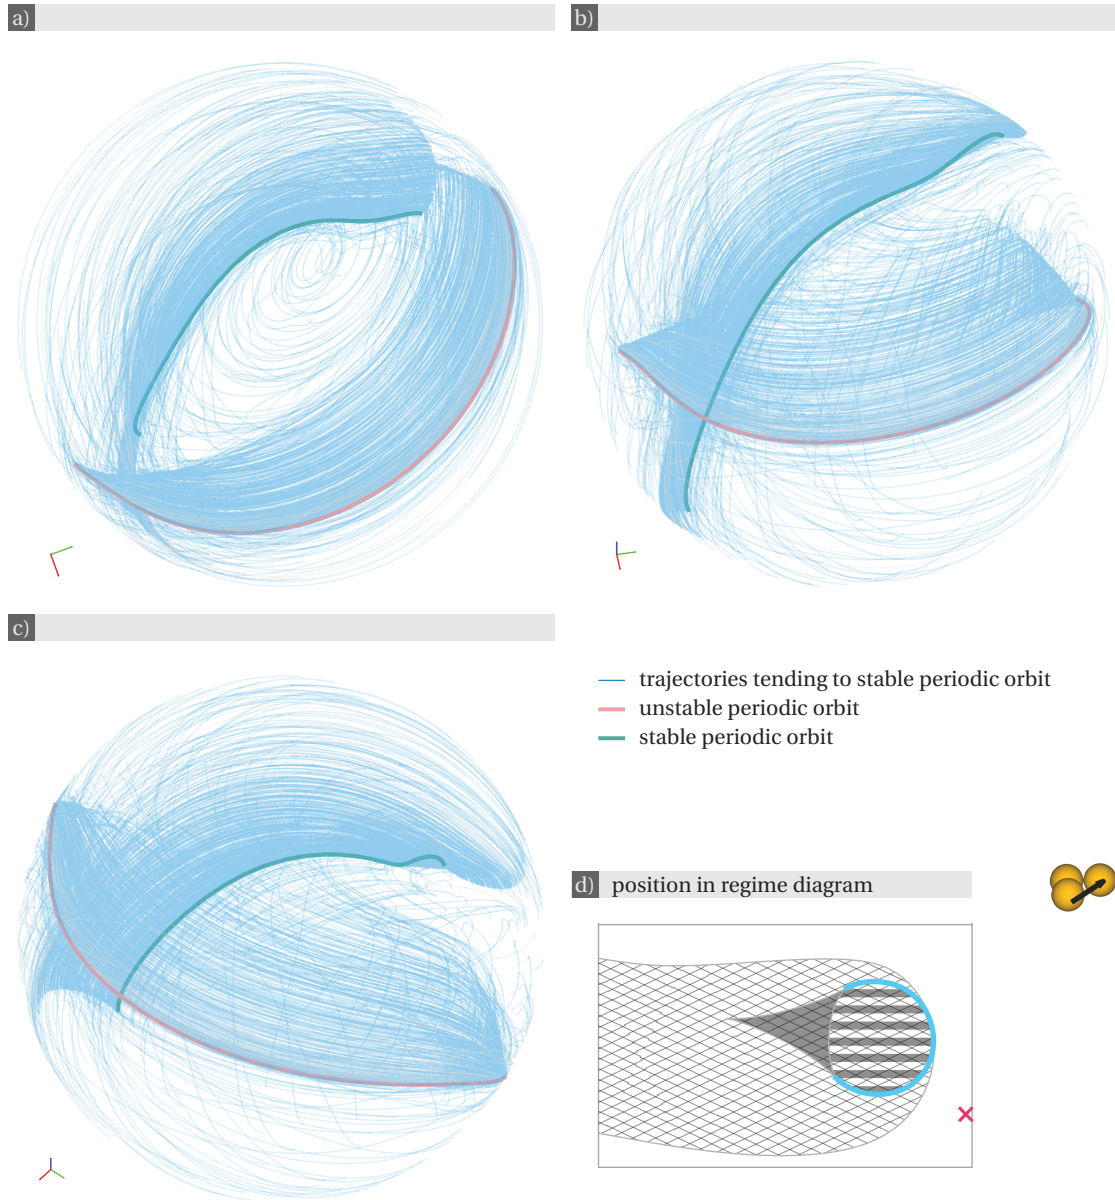 a)
b)
c)
trajectories tending to stable periodic orbit
unstable periodic orbit
stable periodic orbit
d) position in regime diagram